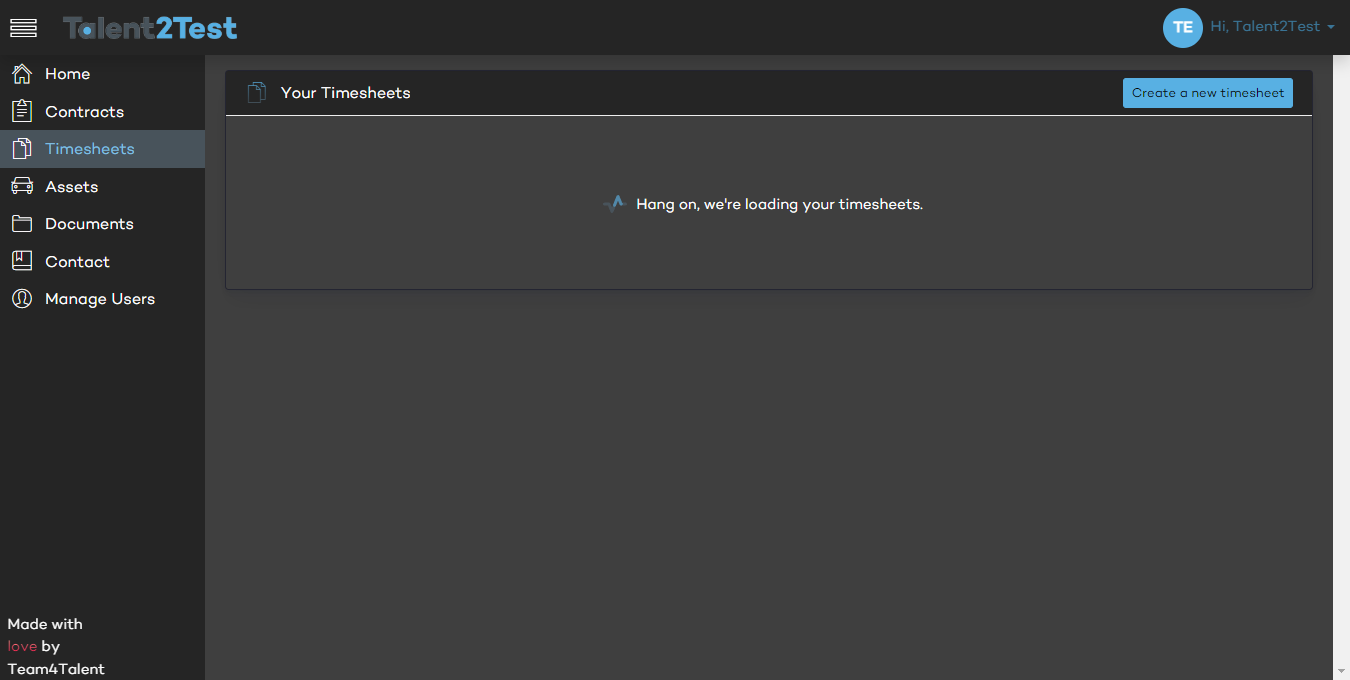 Talent2Test
TE
Hi, Talent2Test
Home
Contracts
Timesheets
Assets
Documents
Contact
Manage Users
Your Timesheets
Create a new timesheet
Hang on, we're loading your timesheets.
Made with
love by
Team4Talent